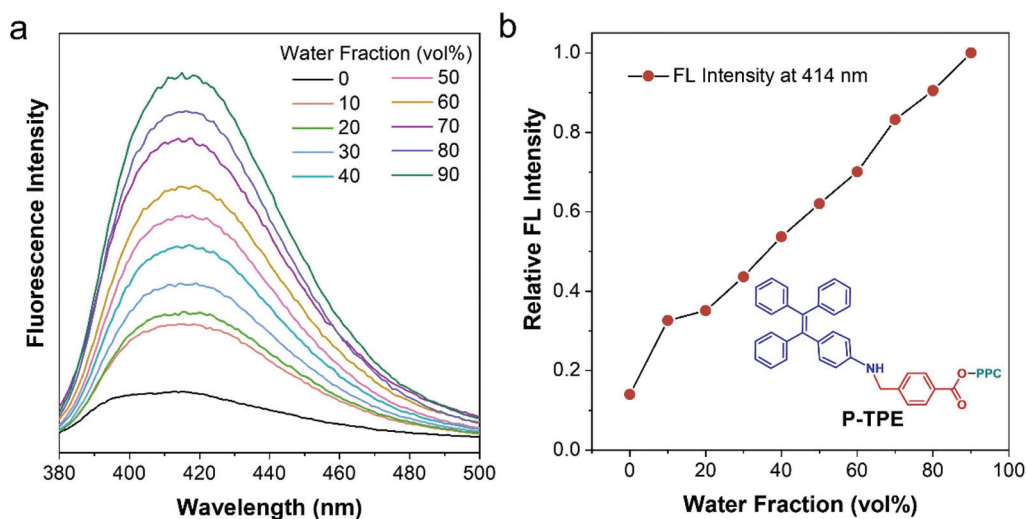 a
Fluorescence Intensity
Water Fraction (vol%)
0 50
10 60
20 70
30 80
40 90
380 400 420 440 460 480 500
Wavelength (nm)
b
Relative FL Intensity
1.0
0.8
0.6
0.4
0.2
0.0
FL Intensity at 414 nm
NH
O
O-PPC
P-TPE
0 20 40 60 80 100
Water Fraction (vol%)